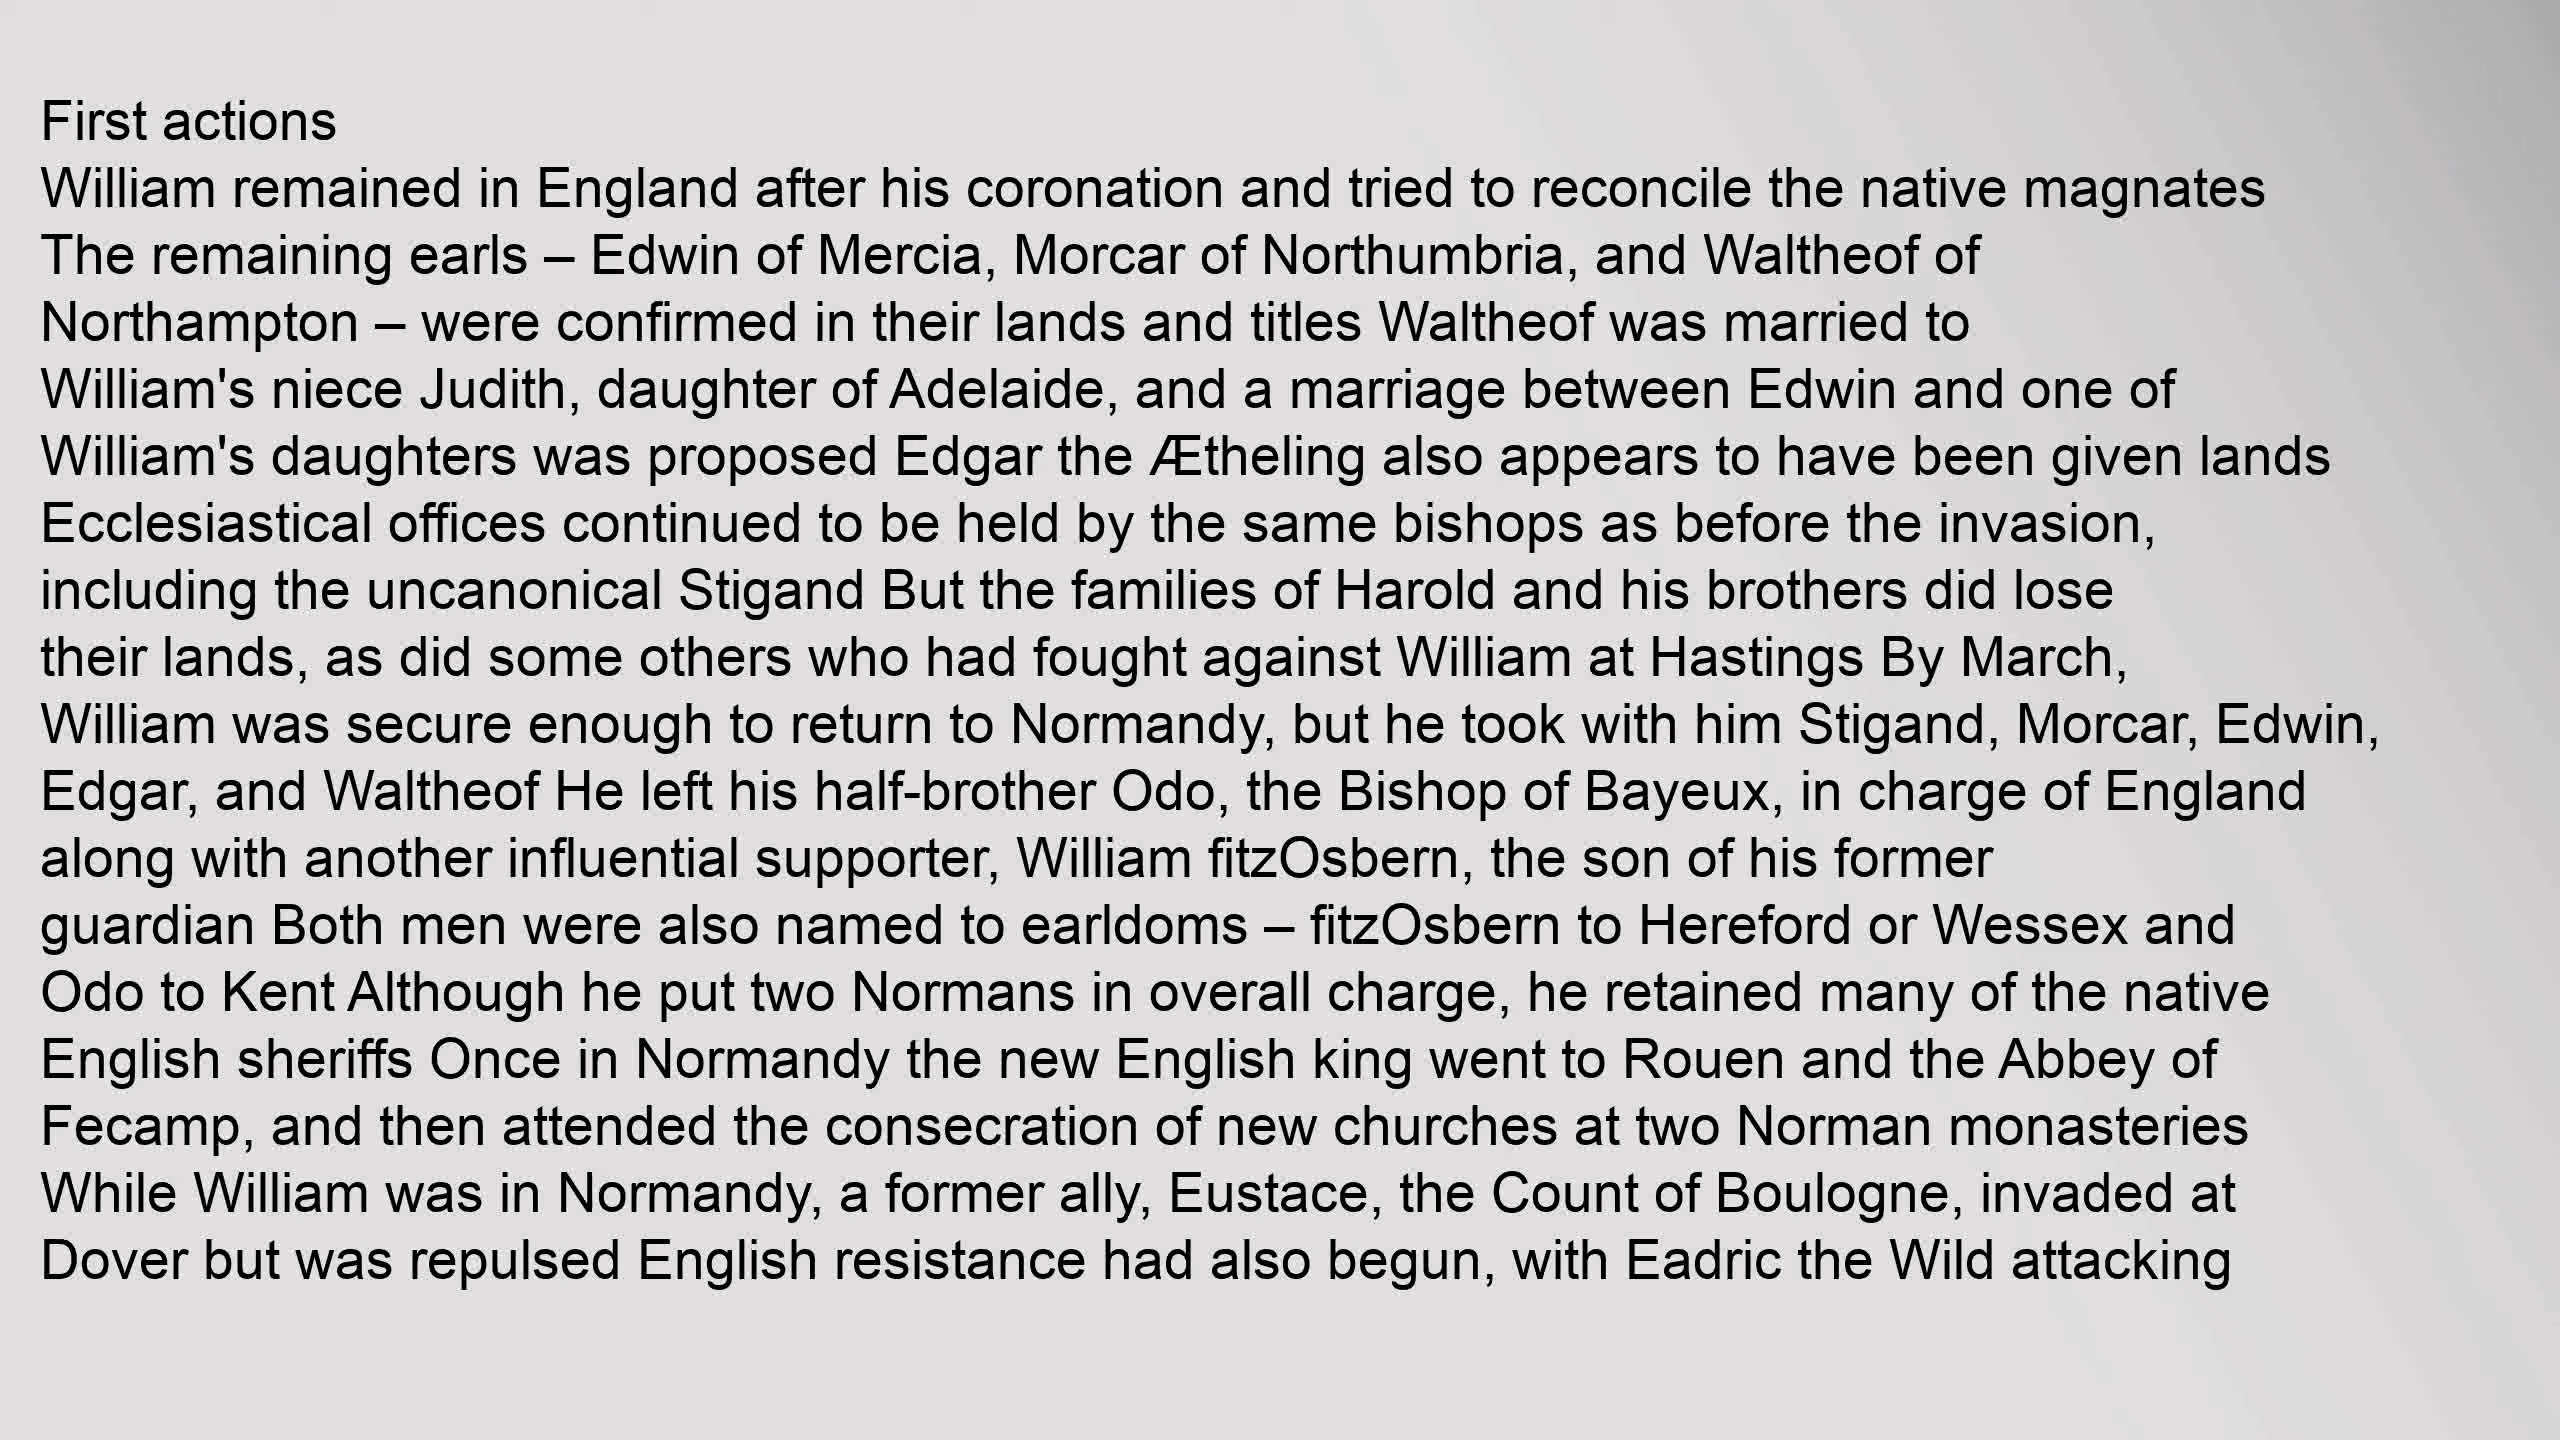 First actions
William remained in England after his coronation and tried to reconcile the native magnates
The remaining earls – Edwin of Mercia, Morcar of Northumbria, and Waltheof of
Northampton – were confirmed in their lands and titles Waltheof was married to
William's niece Judith, daughter of Adelaide, and a marriage between Edwin and one of
William's daughters was proposed Edgar the Ætheling also appears to have been given lands
Ecclesiastical offices continued to be held by the same bishops as before the invasion,
including the uncanonical Stigand But the families of Harold and his brothers did lose
their lands, as did some others who had fought against William at Hastings By March,
William was secure enough to return to Normandy, but he took with him Stigand, Morcar, Edwin,
Edgar, and Waltheof He left his half-brother Odo, the Bishop of Bayeux, in charge of England
along with another influential supporter, William fitzOsbern, the son of his former
guardian Both men were also named to earldoms – fitzOsbern to Hereford or Wessex and
Odo to Kent Although he put two Normans in overall charge, he retained many of the native
English sheriffs Once in Normandy the new English king went to Rouen and the Abbey of
Fecamp, and then attended the consecration of new churches at two Norman monasteries
While William was in Normandy, a former ally, Eustace, the Count of Boulogne, invaded at
Dover but was repulsed English resistance had also begun, with Eadric the Wild attacking